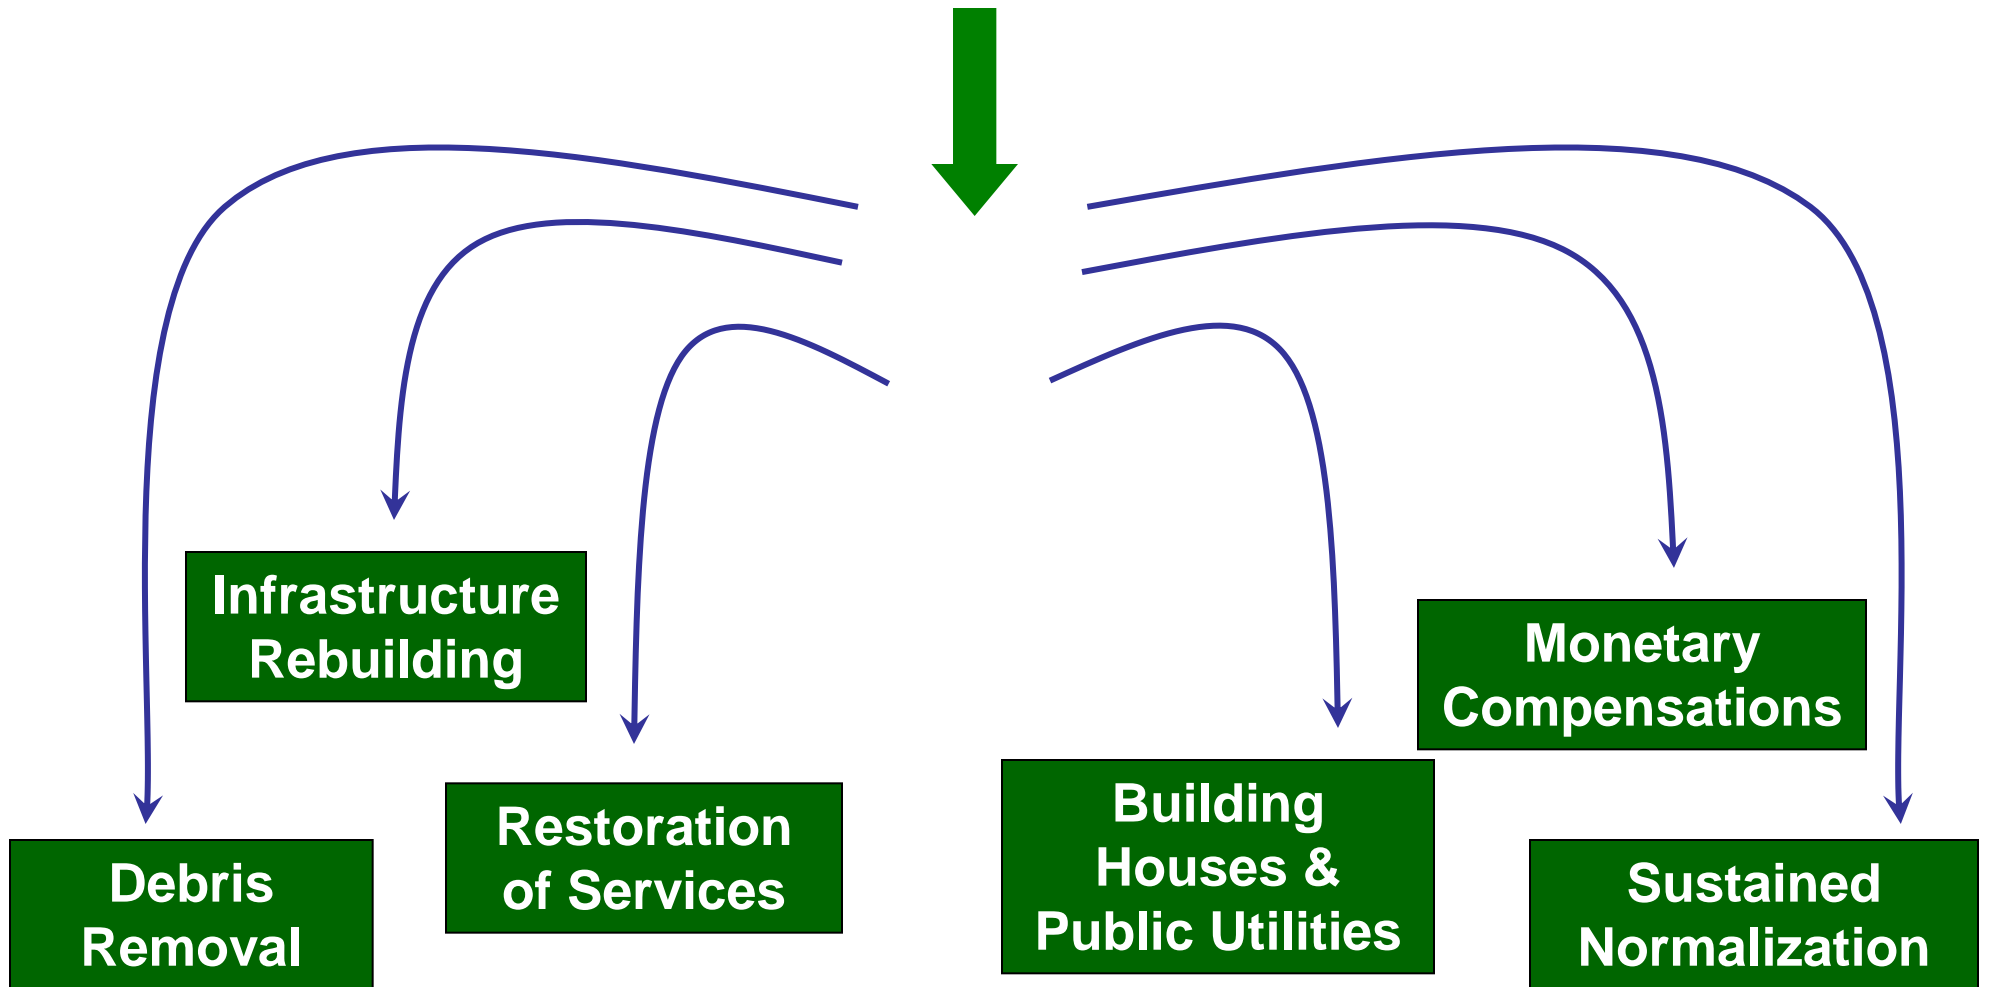 Infrastructure
Rebuilding
Monetary
Compensations
Restoration
of Services
Building
Houses &
Public Utilities
Debris
Removal
Sustained
Normalization